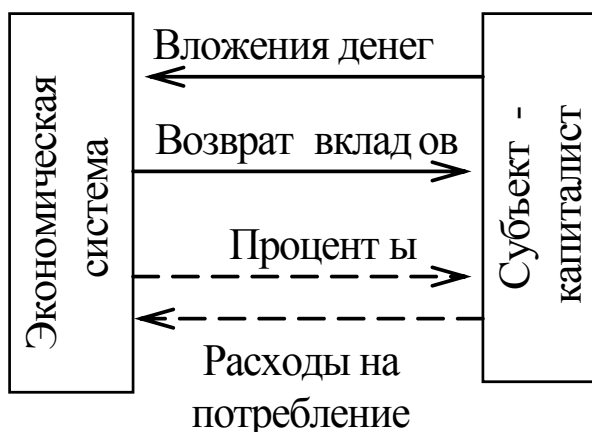 Вложения денег
Возврат вклад ов
Процент ы
Расходы на
потребление
Экономическая
система
Субъект -
капиталист